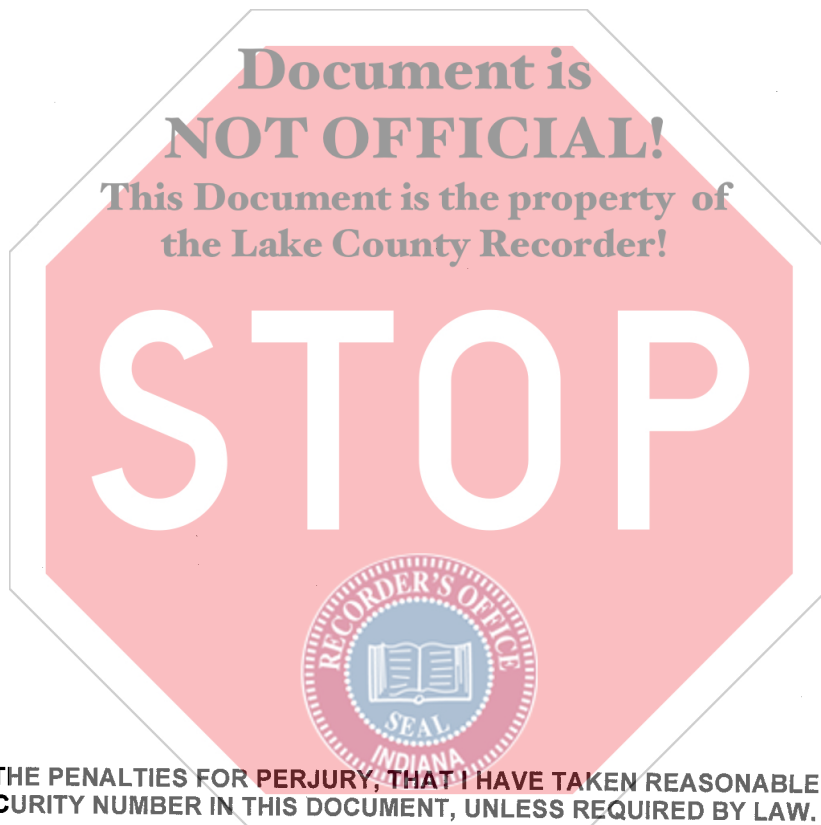 Document is
NOT OFFICIAL!
This Document is the property of
the Lake County Recorder!
STOP
RECORDER'S OFFICE
SEAL
INDIANA
THE PENALTIES FOR PERJURY, THAT I HAVE TAKEN REASONABLE
CURITY NUMBER IN THIS DOCUMENT, UNLESS REQUIRED BY LAW.